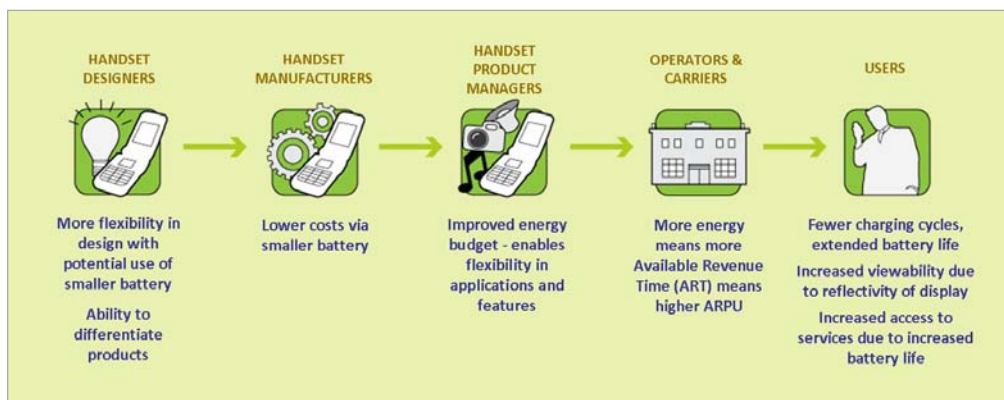 HANDSET
DESIGNERS
More flexibility in
design with
potential use of
smaller battery
Ability to
differentiate
products
HANDSET
MANUFACTURERS
Lower costs via
smaller battery
HANDSET
PRODUCT
MANAGERS
Improved energy
budget - enables
flexibility in
applications and
features
OPERATORS &
CARRIERS
More energy
means more
Available Revenue
Time (ART) means
higher ARPU
USERS
Fewer charging cycles,
extended battery life
Increased viewability due
to reflectivity of display
Increased access to
services due to increased
battery life